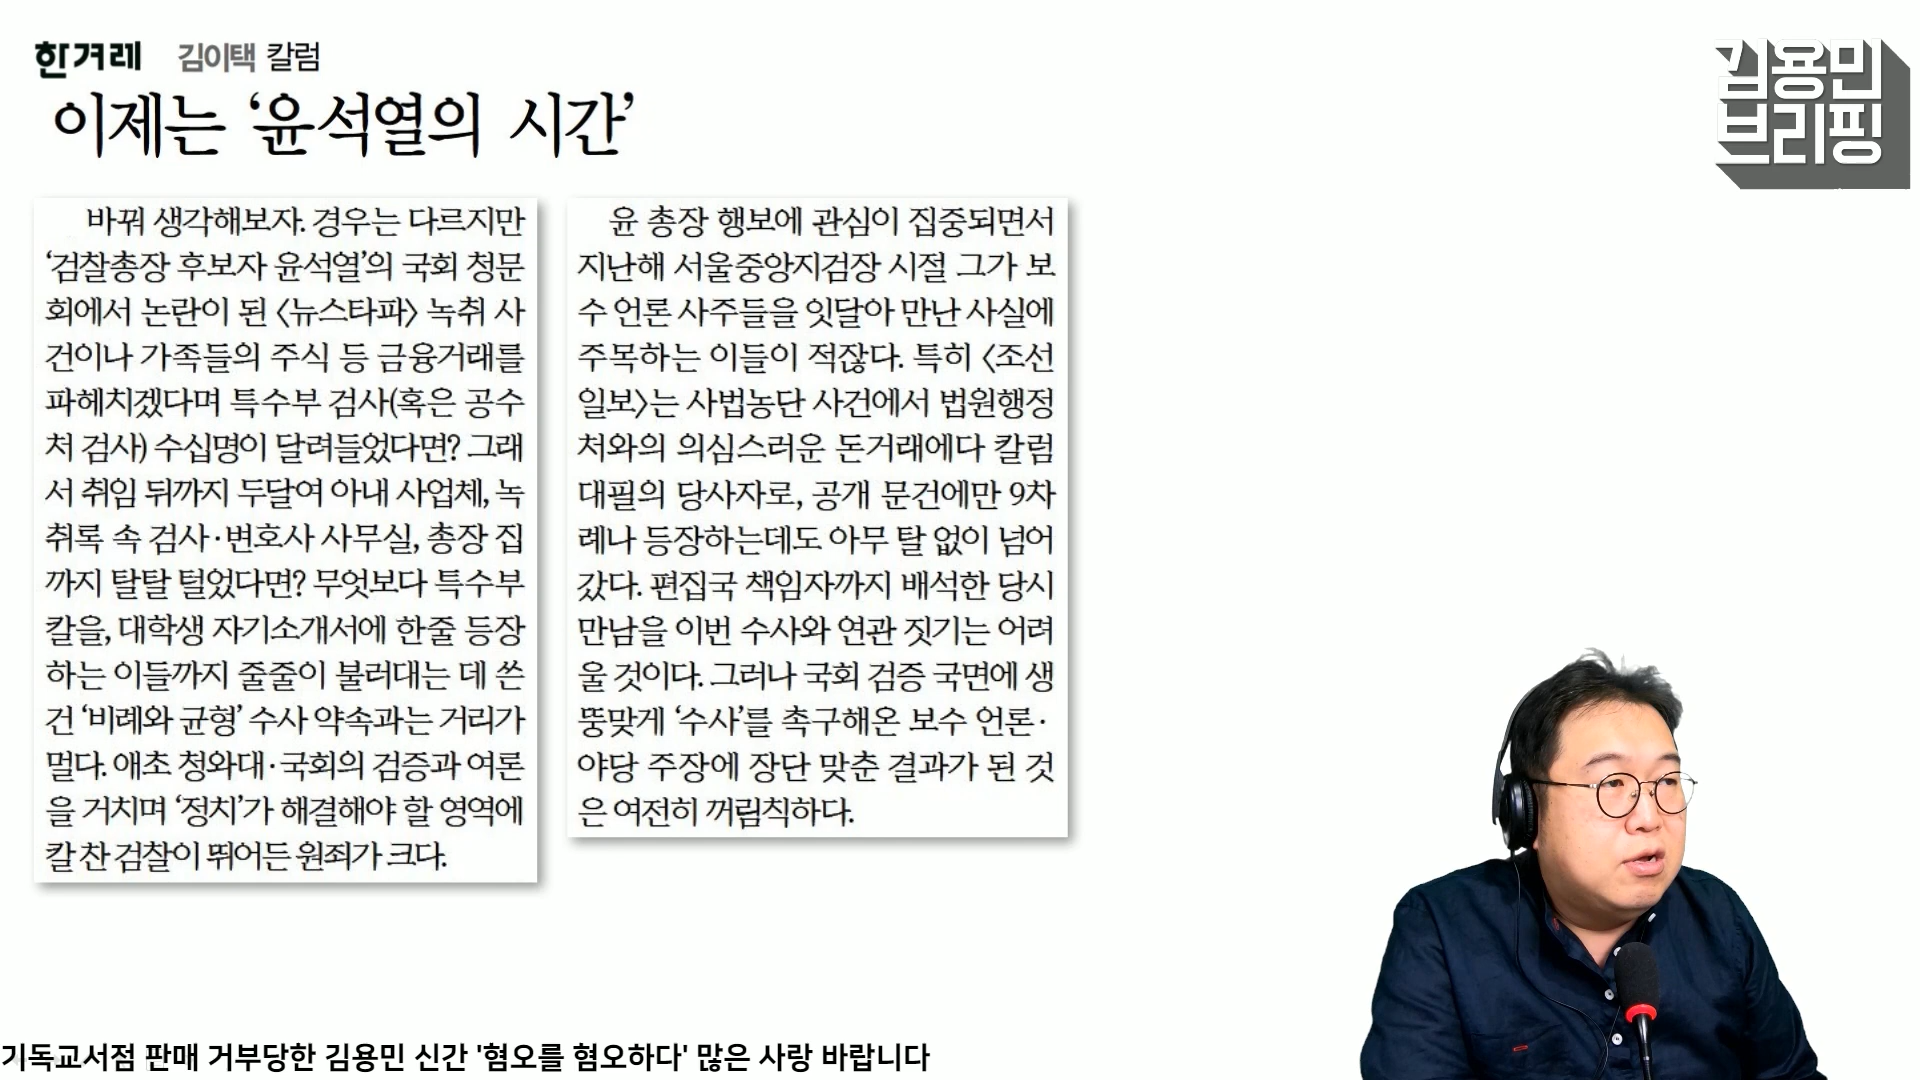 한겨레 김이택 칼럼
이제는 ‘윤석열의 시간’
바꿔 생각해보자. 경우는 다르지만
‘검찰총장 후보자 윤석열’의 국회 청문
회에서 논란이 된 〈뉴스타파〉 녹취 사
건이나 가족들의 주식 등 금융거래를
파헤치겠다며 특수부 검사(혹은 공수
처 검사) 수십명이 달려들었다면? 그래
서 취임 뒤까지 두달여 아내 사업체, 녹
취록 속 검사·변호사 사무실, 총장 집
까지 탈탈 털었다면? 무엇보다 특수부
칼을, 대학생 자기소개서에 한줄 등장
하는 이들까지 줄줄이 불러대는 데 쓴
건 ‘비례와 균형’ 수사 약속과는 거리가
멀다. 애초 청와대·국회의 검증과 여론
을 거치며 ‘정치’가 해결해야 할 영역에
칼 찬 검찰이 뛰어든 원죄가 크다.
윤 총장 행보에 관심이 집중되면서
지난해 서울중앙지검장 시절 그가 보
수 언론 사주들을 잇달아 만난 사실에
주목하는 이들이 적잖다. 특히 〈조선
일보〉는 사법농단 사건에서 법원행정
처와의 의심스러운 돈거래에다 칼럼
대필의 당사자로, 공개 문건에만 9차
례나 등장하는데도 아무 탈 없이 넘어
갔다. 편집국 책임자까지 배석한 당시
만남을 이번 수사와 연관 짓기는 어려
울 것이다. 그러나 국회 검증 국면에 생
뚱맞게 ‘수사’를 촉구해온 보수 언론·
야당 주장에 장단 맞춘 결과가 된 것
은 여전히 꺼림칙하다.
김용민
브리핑
기독교서점 판매 거부당한 김용민 신간 '혐오를 혐오하다' 많은 사랑 바랍니다